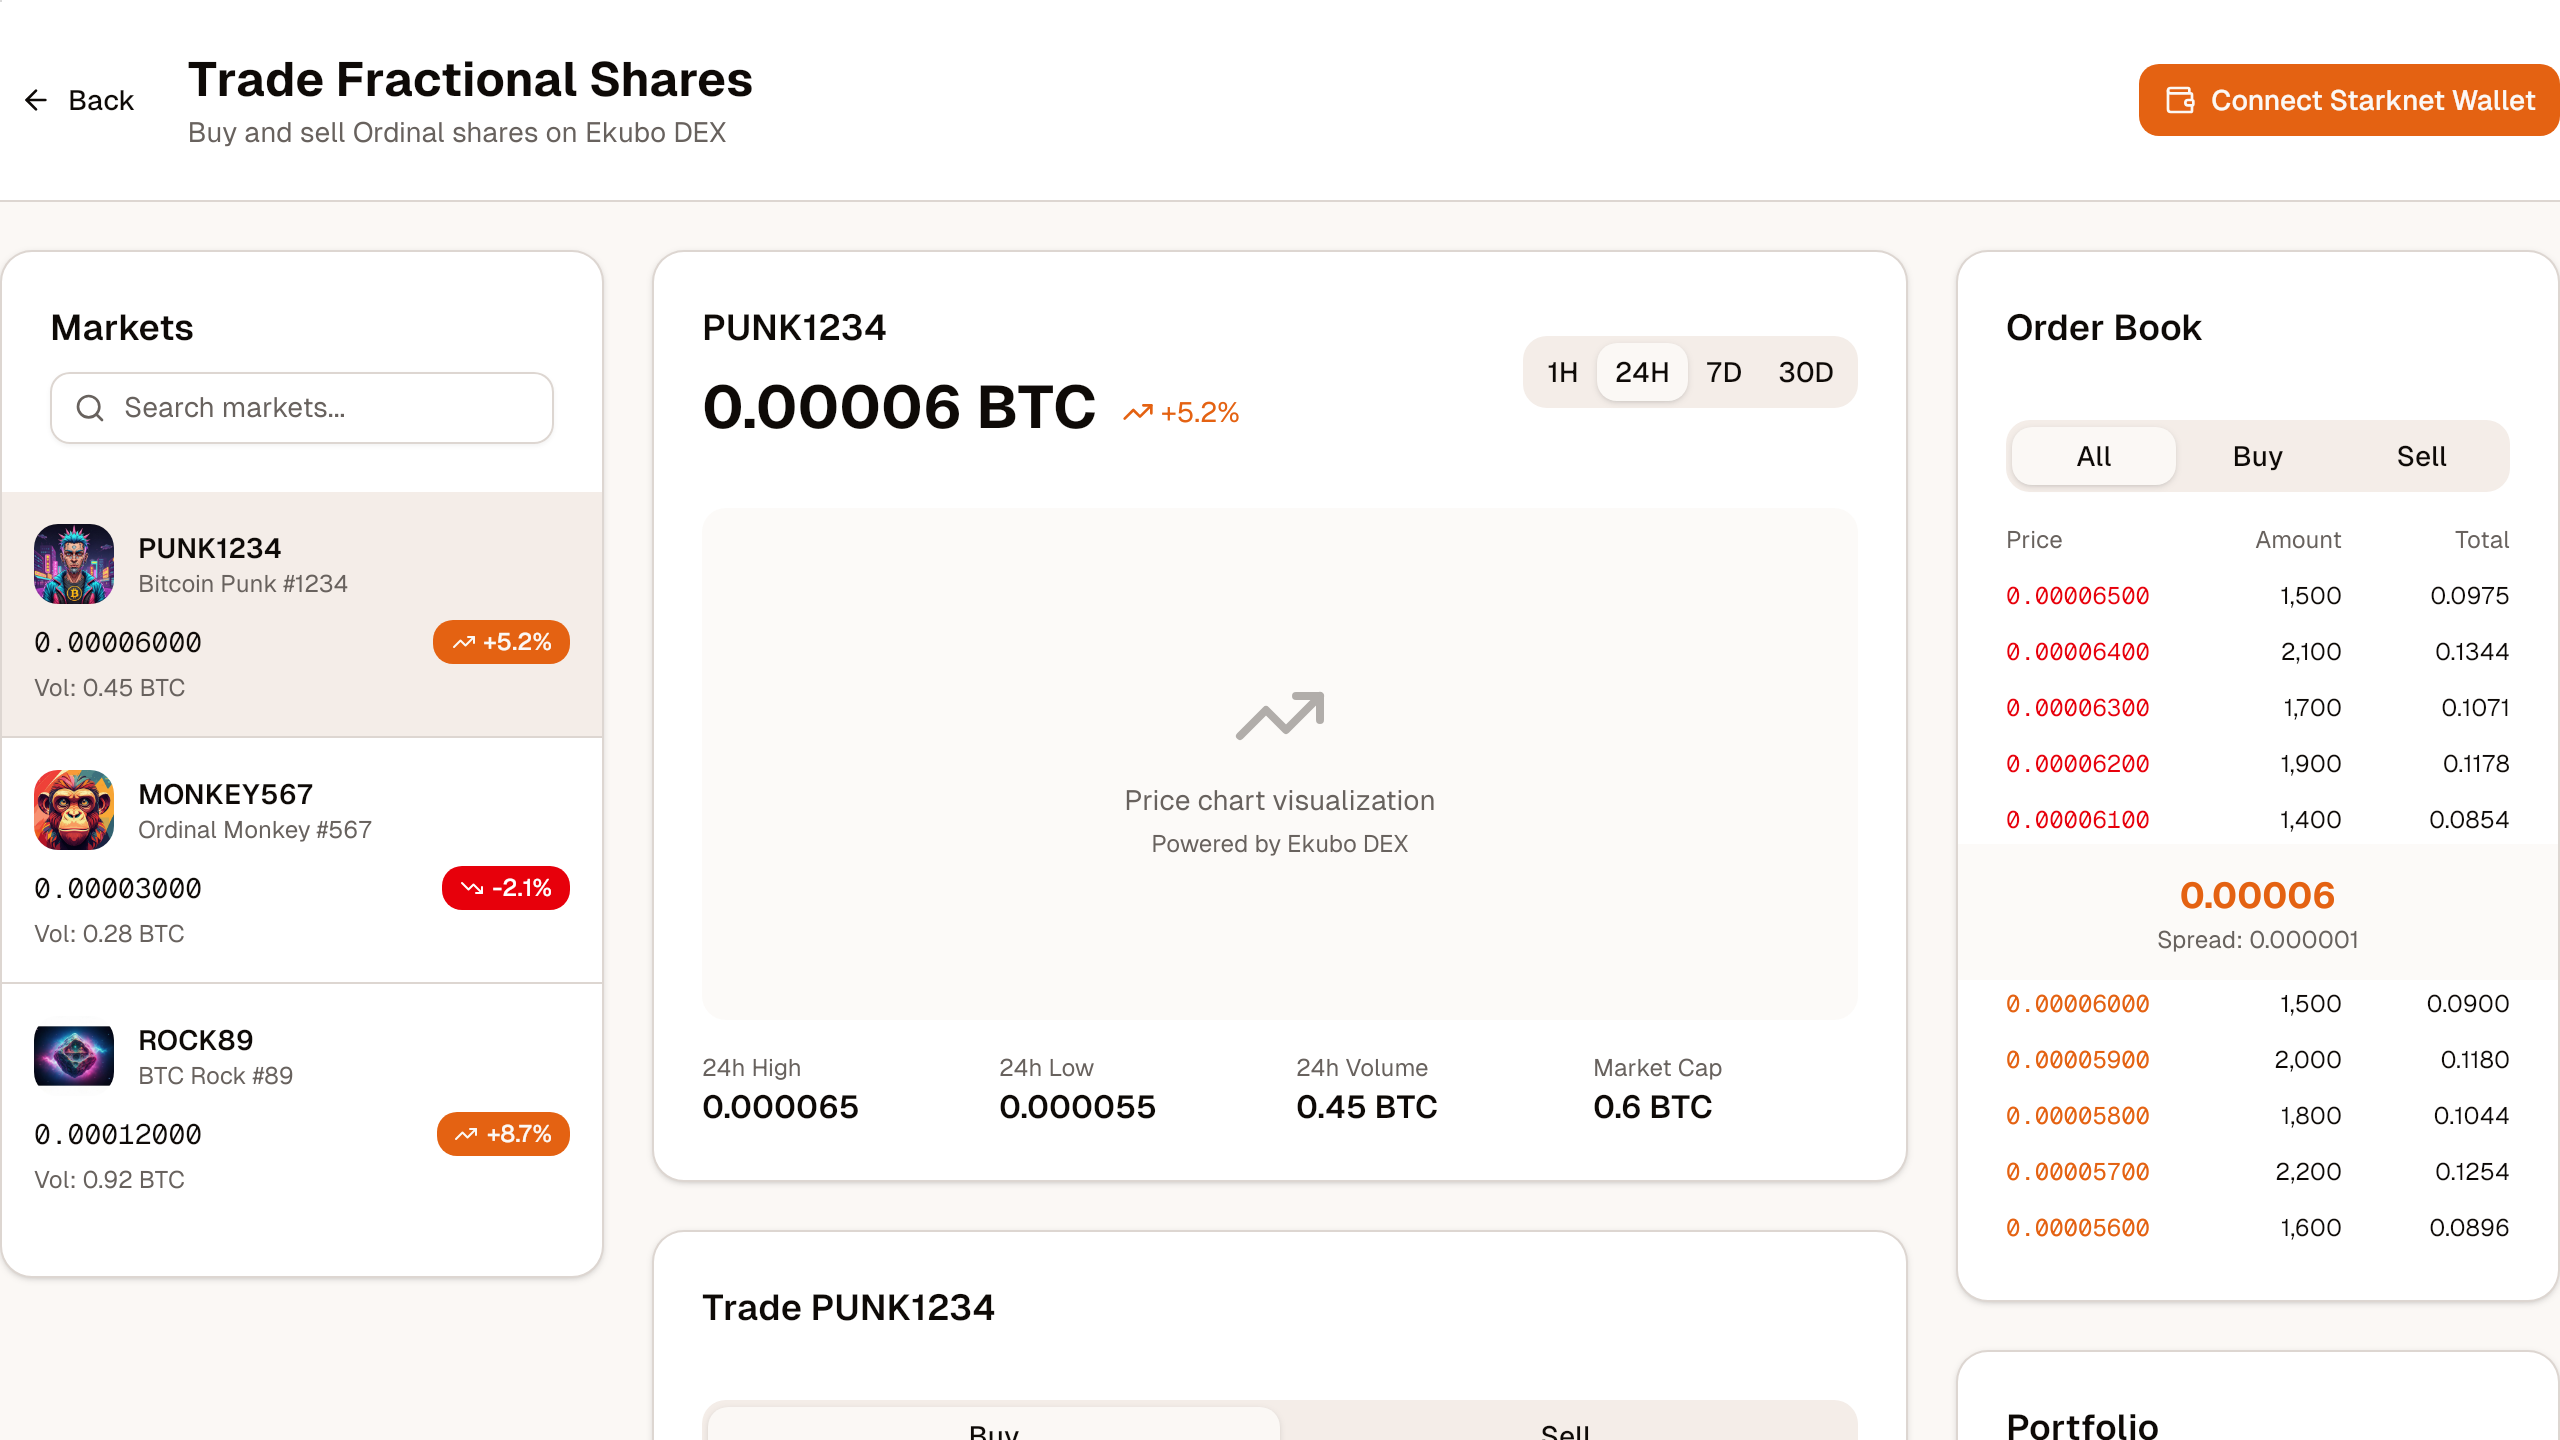 Back
Trade Fractional Shares
Buy and sell Ordinal shares on Ekubo DEX
Connect Starknet Wallet
Markets
Search markets...
PUNK1234
Bitcoin Punk #1234
0.00006000
+5.2%
Vol: 0.45 BTC
MONKEY567
Ordinal Monkey #567
0.00003000
-2.1%
Vol: 0.28 BTC
ROCK89
BTC Rock #89
0.00012000
+8.7%
Vol: 0.92 BTC
PUNK1234
0.00006 BTC +5.2%
1H 24H 7D 30D
Price chart visualization
Powered by Ekubo DEX
24h High 24h Low 24h Volume Market Cap
0.000065 0.000055 0.45 BTC 0.6 BTC
Trade PUNK1234
Buy Sell
Order Book
All Buy Sell
Price Amount Total
0.00006500 1,500 0.0975
0.00006400 2,100 0.1344
0.00006300 1,700 0.1071
0.00006200 1,900 0.1178
0.00006100 1,400 0.0854
0.00006
Spread: 0.000001
0.00006000 1,500 0.0900
0.00005900 2,000 0.1180
0.00005800 1,800 0.1044
0.00005700 2,200 0.1254
0.00005600 1,600 0.0896
Portfolio